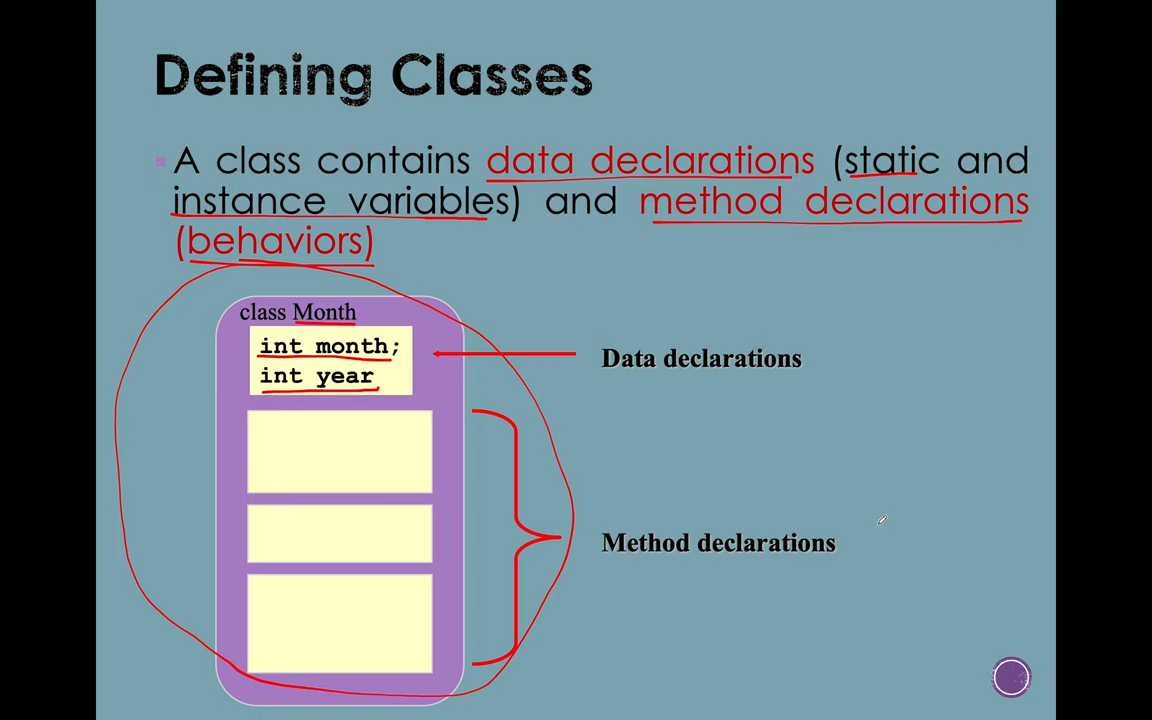 Defining Classes
A class contains data declarations (static and
instance variables) and method declarations
(behaviors)
class Month
int month;
int year
Data declarations
Method declarations